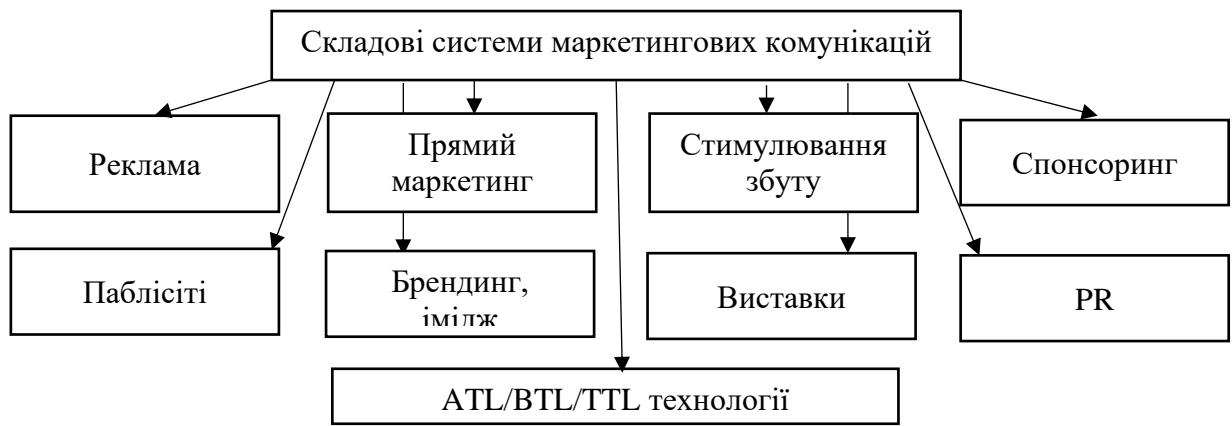 Складові системи маркетингових комунікацій
Реклама
Прямий
маркетинг
Стимулювання
збуту
Спонсоринг
Паблісіті
Брендинг,
імідж
Виставки
PR
ATL/BTL/TTL технології